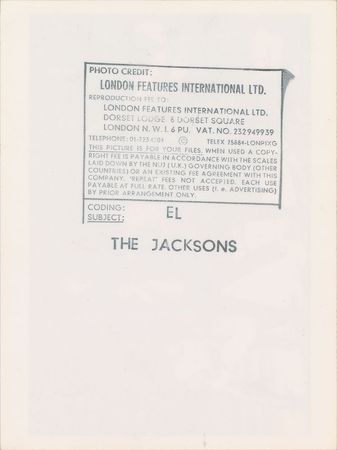 PHOTO CREDIT:
LONDON FEATURES INTERNATIONAL LTD.
REPRODUCTION FEE TO:
LONDON FEATURES INTERNATIONAL LTD.
DORSET LODGE 8 DORSET SQUARE
LONDON N.W.1. 6 PU. VAT. NO. 232949939
TELEPHONE: © TELEX 25884-LONPIXG
THIS PICTURE IS FOR YOUR FILES. WHEN USED A COPY-
RIGHT FEE IS PAYABLE IN ACCORDANCE WITH THE SCALES
LAID DOWN BY THE NUJ (U.K.) GOVERNING BODY (OTHER
COUNTRIES) OR AN EXISTING FEE AGREEMENT WITH THIS
COMPANY. 'REPEAT' FEES NOT ACCEPTED. EACH USE
PAYABLE AT FULL RATE. OTHER USES (I. e. ADVERTISING)
BY PRIOR ARRANGEMENT ONLY.
CODING: EL
SUBJECT:
THE JACKSONS